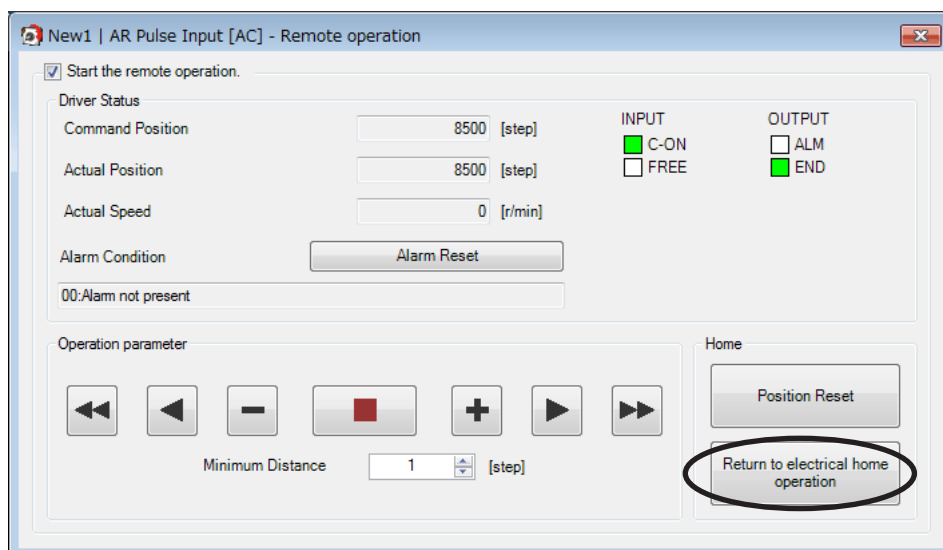 New1 | AR Pulse Input [AC] - Remote operation
Start the remote operation.
Driver Status
Command Position 8500 [step]
Actual Position 8500 [step]
Actual Speed 0 [r/min]
INPUT
C-ON
FREE
OUTPUT
ALM
END
Alarm Condition Alarm Reset
00:Alarm not present
Operation parameter
Minimum Distance 1 [step]
Home
Position Reset
Return to electrical home
operation